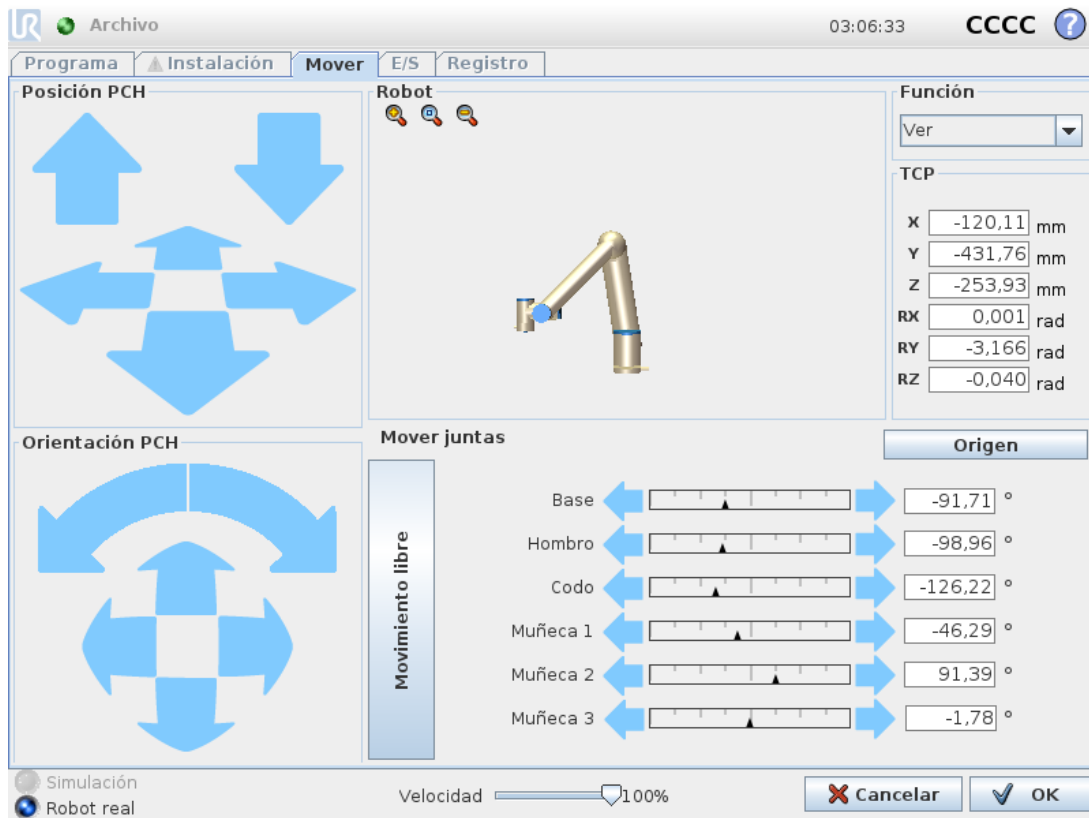 UR Archivo 03:06:33 CCCC ?
Programa Instalación Mover E/S Registro
Posición PCH
Robot
Función
Ver
TCP
X -120,11 mm
Y -431,76 mm
Z -253,93 mm
RX 0,001 rad
RY -3,166 rad
RZ -0,040 rad
Orientación PCH
Mover juntas
Origen
Movimiento libre
Base -91,71 °
Hombro -98,96 °
Codo -126,22 °
Muñeca 1 -46,29 °
Muñeca 2 91,39 °
Muñeca 3 -1,78 °
Simulación
Robot real
Velocidad 100%
Cancelar
OK